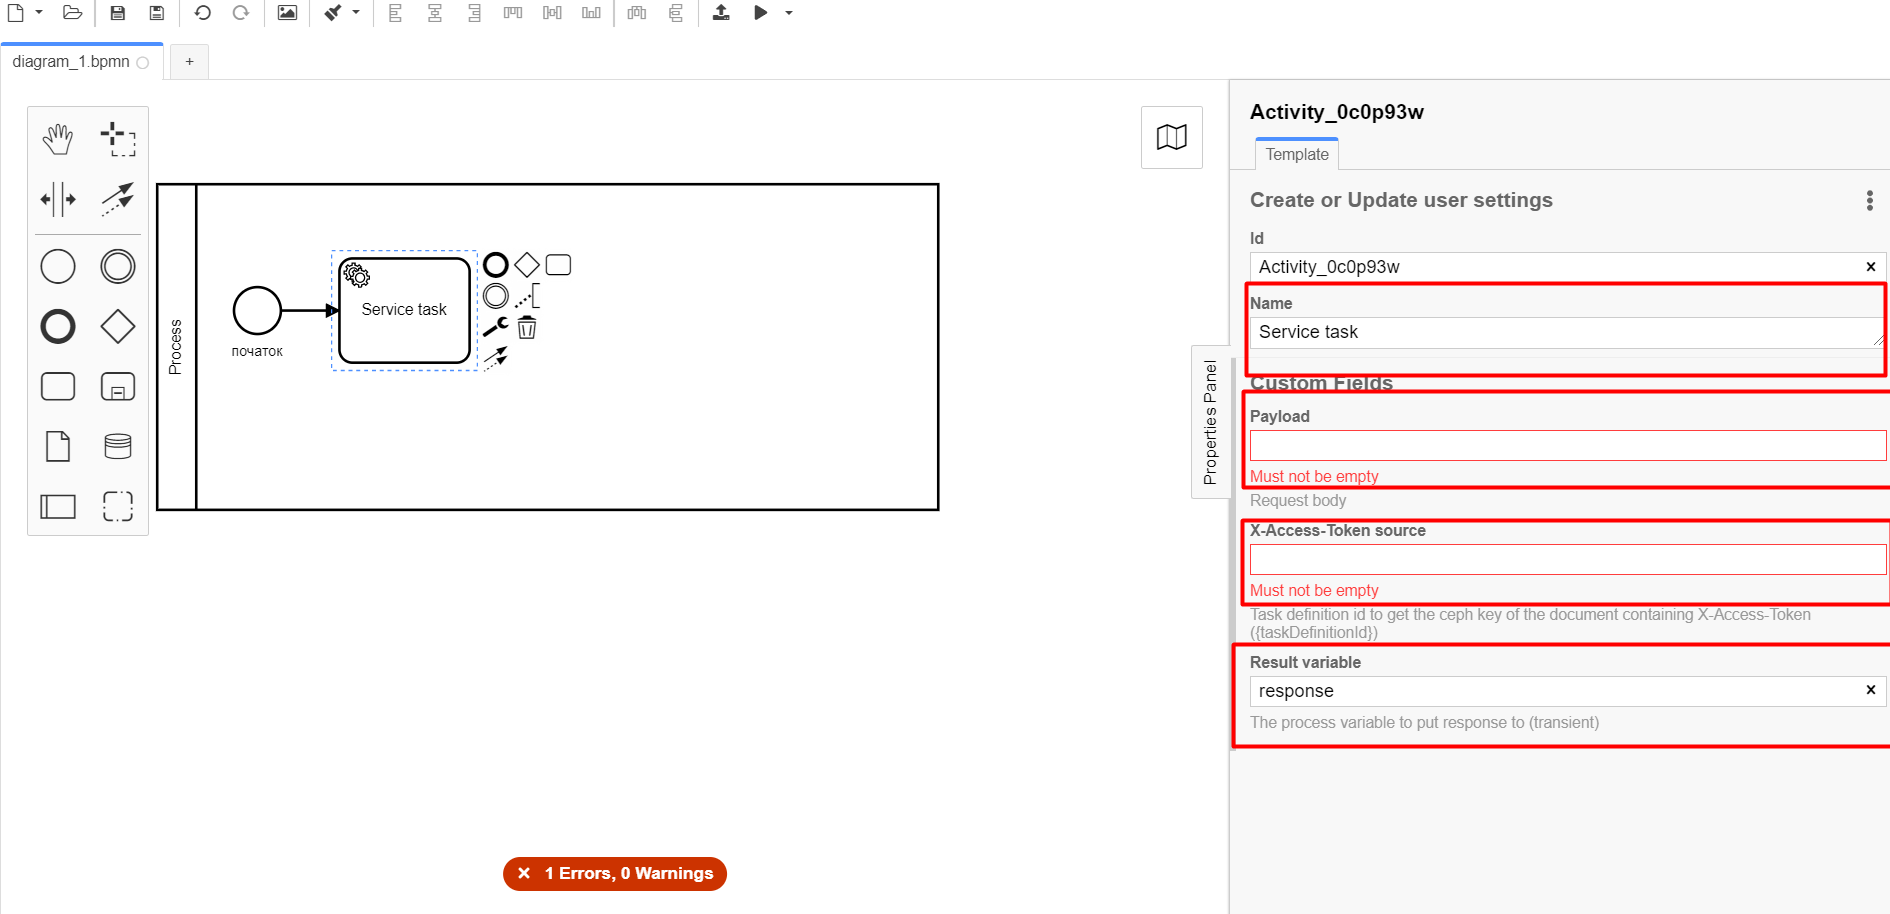 diagram_1.bpmn
+
Process
початок
Service task
Properties Panel
Activity_0c0p93w
Template
Create or Update user settings
Id
Activity_0c0p93w
Name
Service task
Custom Fields
Payload
Must not be empty
Request body
X-Access-Token source
Must not be empty
Task definition id to get the ceph key of the document containing X-Access-Token
({taskDefinitionId})
Result variable
response
The process variable to put response to (transient)
1 Errors, 0 Warnings